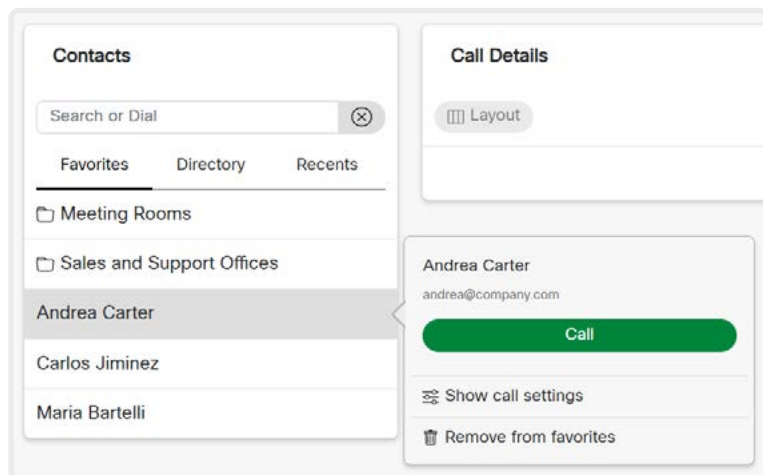 Contacts
Search or Dial
Favorites Directory Recents
Meeting Rooms
Sales and Support Offices
Andrea Carter
Carlos Jiminez
Maria Bartelli
Call Details
Layout
Andrea Carter
andrea@company.com
Call
Show call settings
Remove from favorites